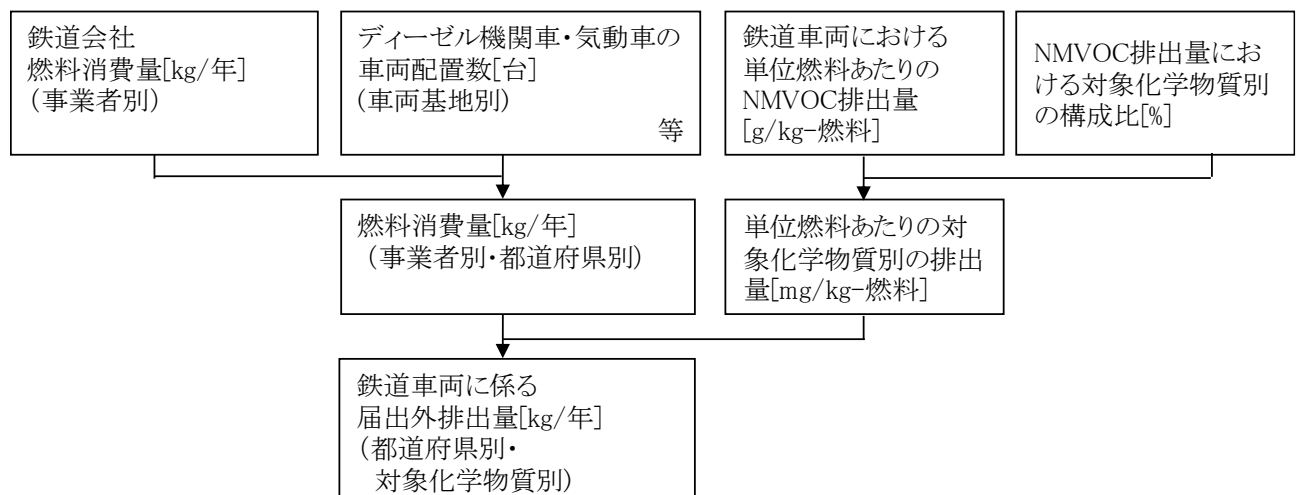 鉄道会社
燃料消費量[kg/年]
（事業者別）
ディーゼル機関車・気動車の
車両配置数[台]
（車両基地別）
等
鉄道車両における
単位燃料あたりの
NMVOC排出量
[g/kg-燃料]
NMVOC排出量にお
ける対象化学物質別
の構成比[%]
燃料消費量[kg/年]
（事業者別・都道府県別）
単位燃料あたりの対
象化学物質別の排出
量[mg/kg-燃料]
鉄道車両に係る
届出外排出量[kg/年]
（都道府県別・
対象化学物質別）